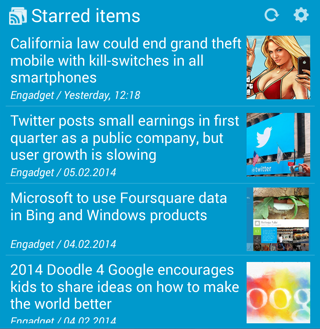 Starred items
California law could end grand theft
mobile with kill-switches in all
smartphones
Engadget / Yesterday, 12:18
Twitter posts small earnings in first
quarter as a public company, but
user growth is slowing
@twitter
Engadget / 05.02.2014
Microsoft to use Foursquare data
in Bing and Windows products
Engadget / 04.02.2014
2014 Doodle 4 Google encourages
kids to share ideas on how to make
the world better
Engadget / 04.02.2014